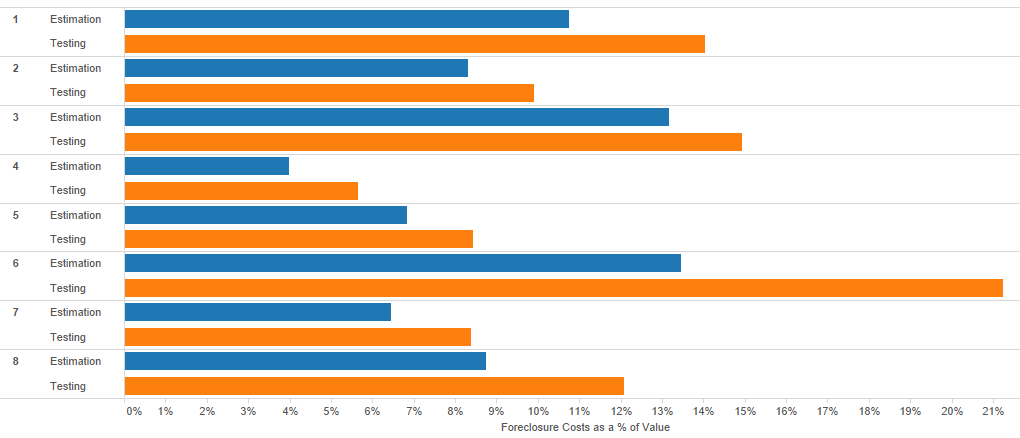 1 Estimation
Testing
2 Estimation
Testing
3 Estimation
Testing
4 Estimation
Testing
5 Estimation
Testing
6 Estimation
Testing
7 Estimation
Testing
8 Estimation
Testing
0% 1% 2% 3% 4% 5% 6% 7% 8% 9% 10% 11% 12% 13% 14% 15% 16% 17% 18% 19% 20% 21%
Foreclosure Costs as a % of Value